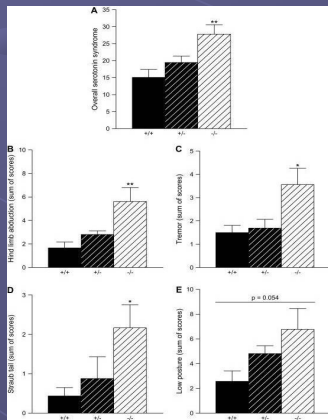 A
Overall serotonin syndrome
35
30
25
20
15
10
5
0
**
+/+ +/- -/-
B
Hind limb abduction (sum of scores)
10
8
6
4
2
0
**
+/+ +/- -/-
C
Tremor (sum of scores)
5
4
3
2
1
0
*
+/+ +/- -/-
D
Straub tail (sum of scores)
3
2
1
0
*
+/+ +/- -/-
E
Low posture (sum of scores)
10
8
6
4
2
0
p = 0.054
+/+ +/- -/-